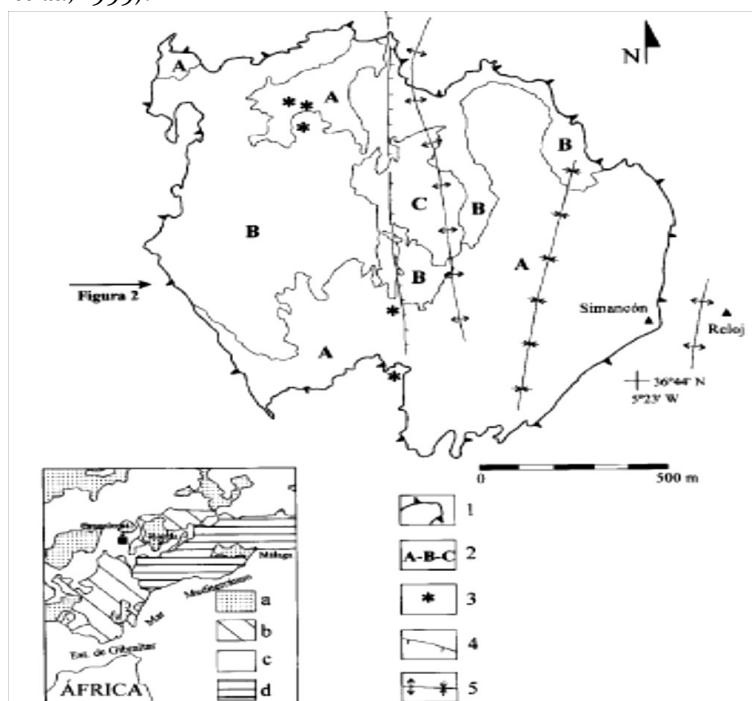 N
A
A
B
C
B
B
B
A
A
Figura 2
Simancón
Reloj
36°44' N
5°23' W
0 500 m
1
A-B-C 2
* 3
4
5
Málaga
Mar Mediterráneo
Est. de Gibraltar
ÁFRICA
a
b
c
d